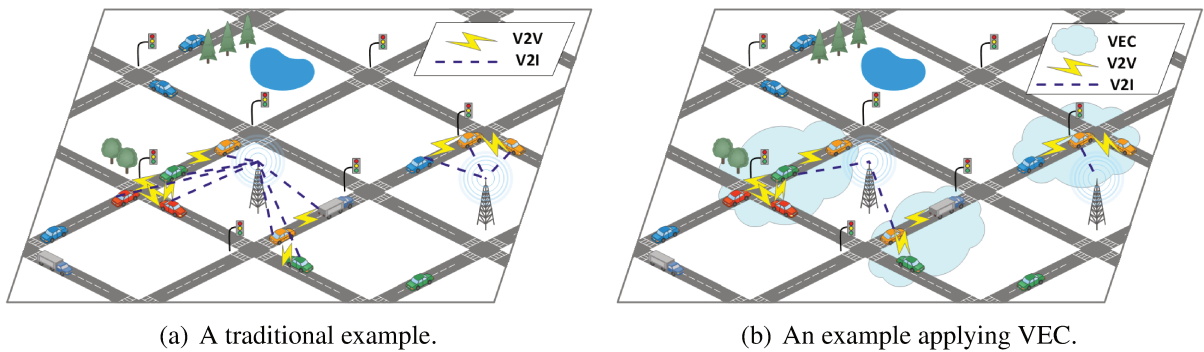 V2V
V2I
VEC
V2V
V2I
(a) A traditional example.
(b) An example applying VEC.